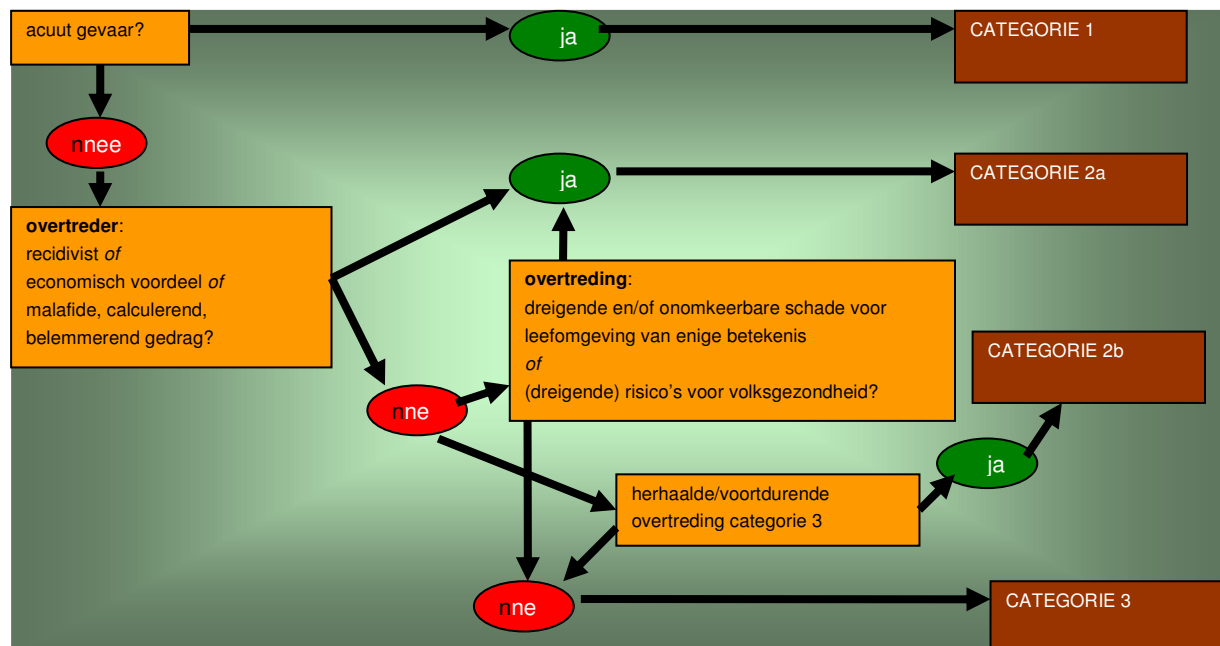 acuut gevaar?
ja
CATEGORIE 1
nnee
ja
CATEGORIE 2a
overtreder:
recidivist of
economisch voordeel of
malafide, calculerend,
belemmerend gedrag?
overtreding:
dreigende en/of onomkeerbare schade voor
leefomgeving van enige betekenis
of
(dreigende) risico's voor volksgezondheid?
CATEGORIE 2b
nne
ja
herhaalde/voortdurende
overtreding categorie 3
nne
CATEGORIE 3